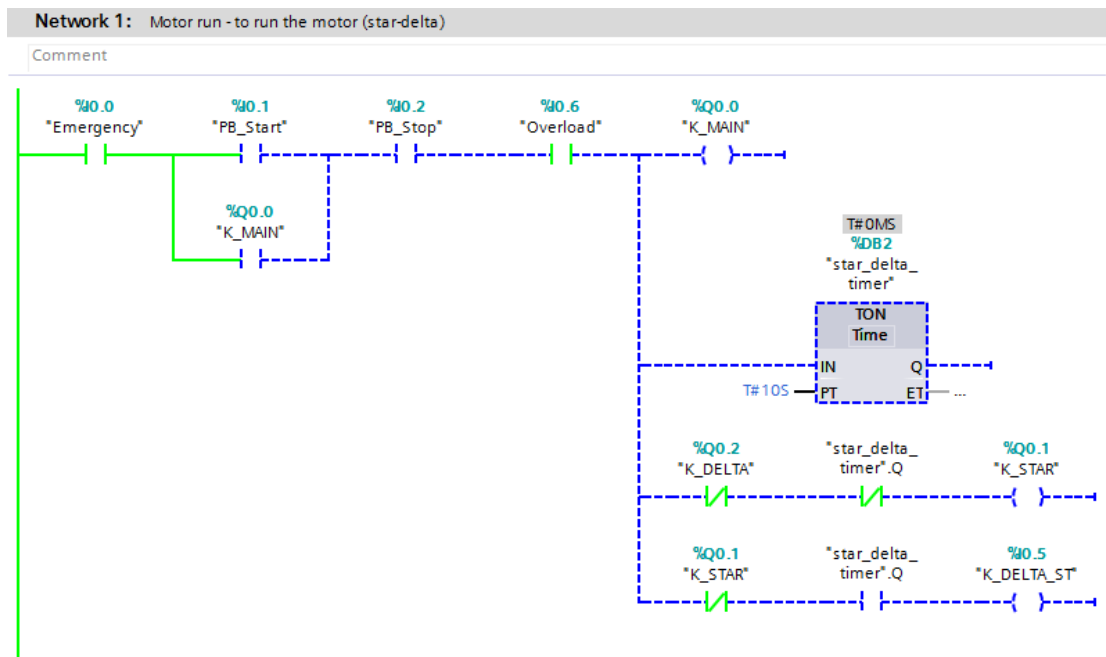 Network 1: Motor run - to run the motor (star-delta)
Comment
%I0.0 %I0.1 %I0.2 %I0.6 %Q0.0
"Emergency" "PB_Start" "PB_Stop" "Overload" "K_MAIN"
%Q0.0
"K_MAIN"
T#0MS
%DB2
"star_delta_
timer"
TON
Time
IN Q
T#10S PT ET ...
%Q0.2 "star_delta_ %Q0.1
"K_DELTA" timer".Q "K_STAR"
%Q0.1 "star_delta_ %I0.5
"K_STAR" timer".Q "K_DELTA_ST"